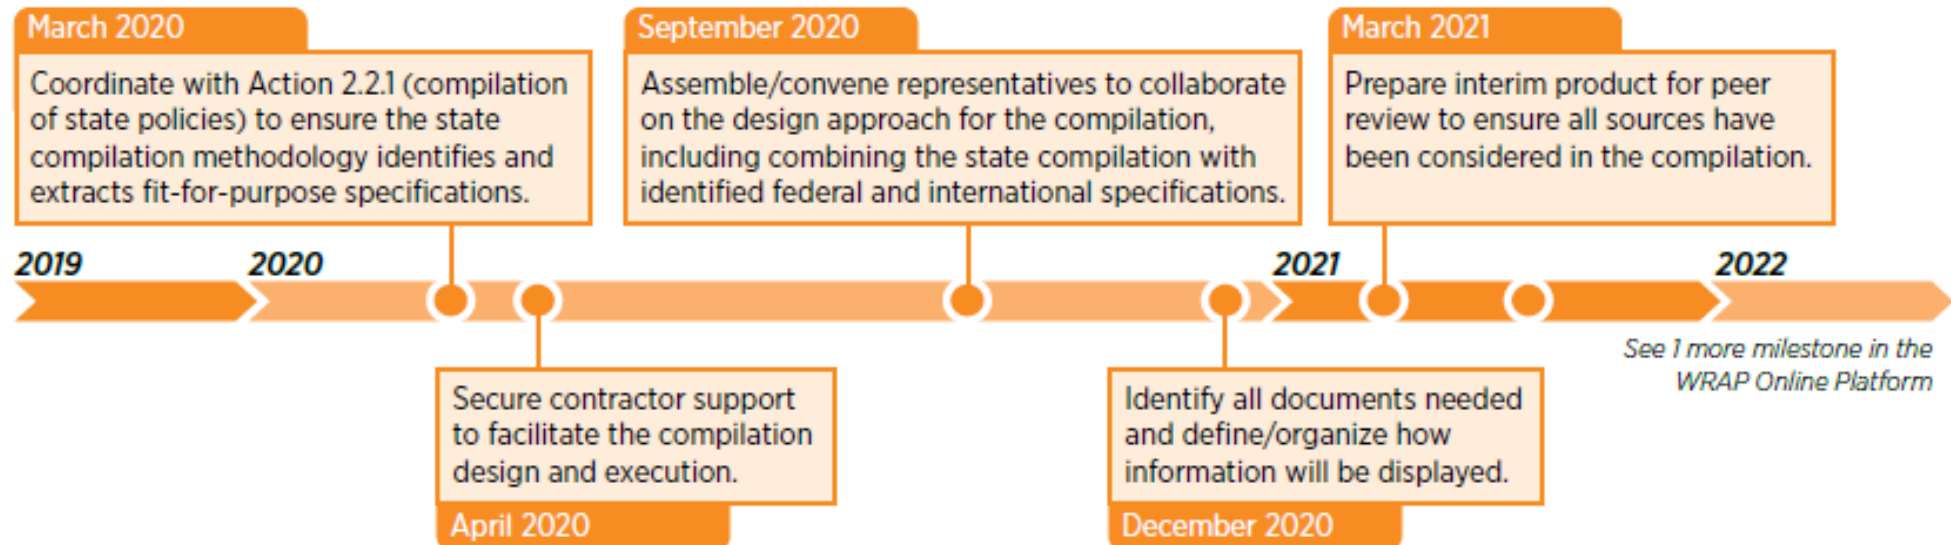 March 2020
Coordinate with Action 2.2.1 (compilation
of state policies) to ensure the state
compilation methodology identifies and
extracts fit-for-purpose specifications.
September 2020
Assemble/convene representatives to collaborate
on the design approach for the compilation,
including combining the state compilation with
identified federal and international specifications.
March 2021
Prepare interim product for peer
review to ensure all sources have
been considered in the compilation.
2019
2020
2021
2022
See 1 more milestone in the
WRAP Online Platform
Secure contractor support
to facilitate the compilation
design and execution.
April 2020
Identify all documents needed
and define/organize how
information will be displayed.
December 2020